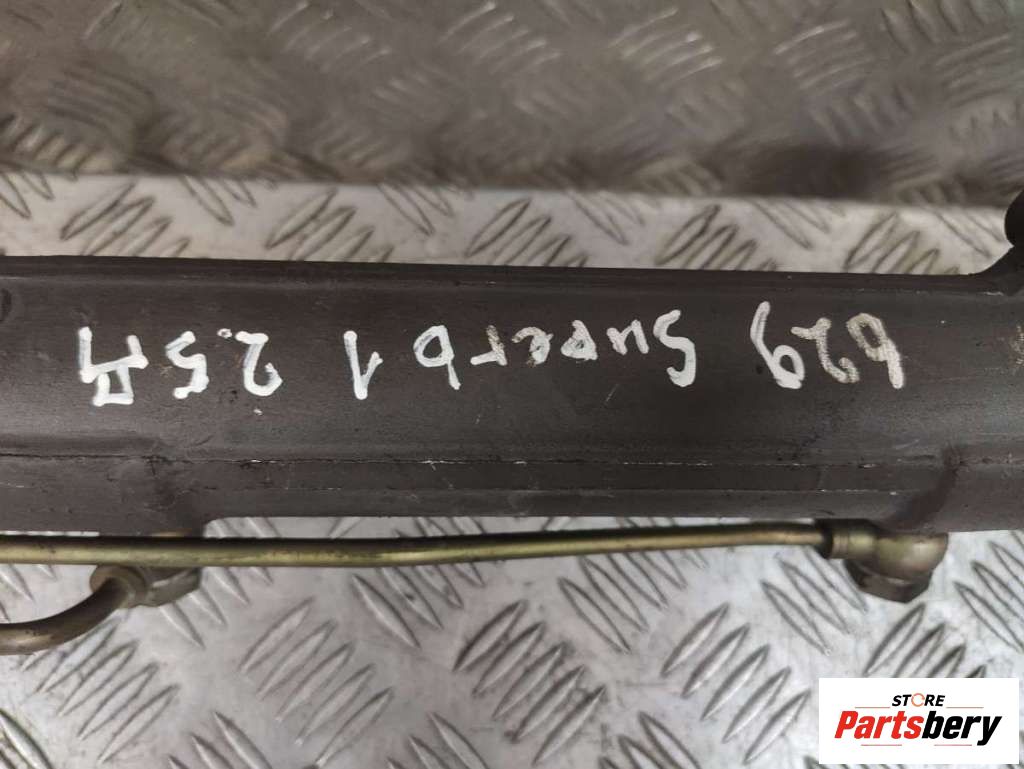 629 Superb 1 2.5Д
STORE
Partsbery